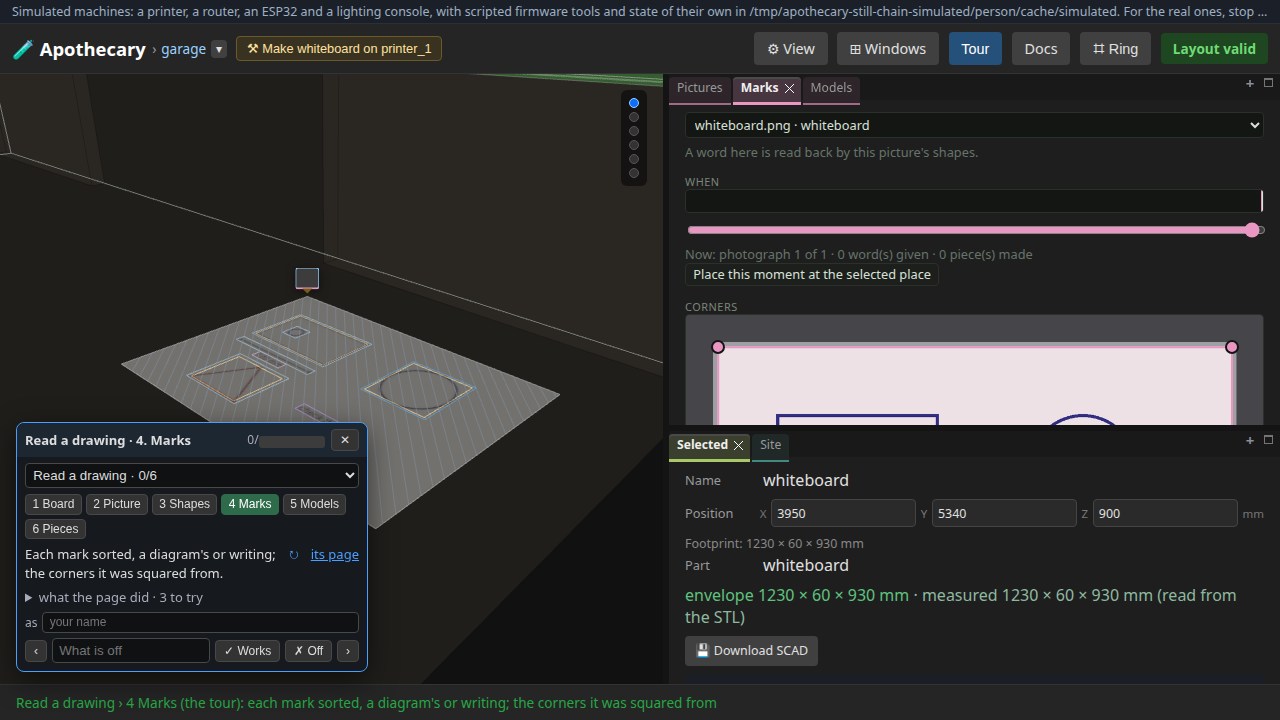 Simulated machines: a printer, a router, an ESP32 and a lighting console, with scripted firmware tools and state of their own in /tmp/apothecary-still-chain-simulated/person/cache/simulated. For the real ones, stop ...
Apothecary › garage ▾ ⚒ Make whiteboard on printer_1
⚙ View ⊞ Windows Tour Docs ⌗ Ring Layout valid
Pictures Marks Models
whiteboard.png · whiteboard
A word here is read back by this picture's shapes.
WHEN
Now: photograph 1 of 1 · 0 word(s) given · 0 piece(s) made
Place this moment at the selected place
CORNERS
Read a drawing · 4. Marks 0/
Read a drawing · 0/6
1 Board 2 Picture 3 Shapes 4 Marks 5 Models
6 Pieces
Each mark sorted, a diagram's or writing; ↻ its page
the corners it was squared from.
▶ what the page did · 3 to try
as your name
‹ What is off ✓ Works ✗ Off ›
Selected Site
Name whiteboard
Position X 3950 Y 5340 Z 900 mm
Footprint: 1230 × 60 × 930 mm
Part whiteboard
envelope 1230 × 60 × 930 mm · measured 1230 × 60 × 930 mm (read from
the STL)
💾 Download SCAD
Read a drawing › 4 Marks (the tour): each mark sorted, a diagram's or writing; the corners it was squared from